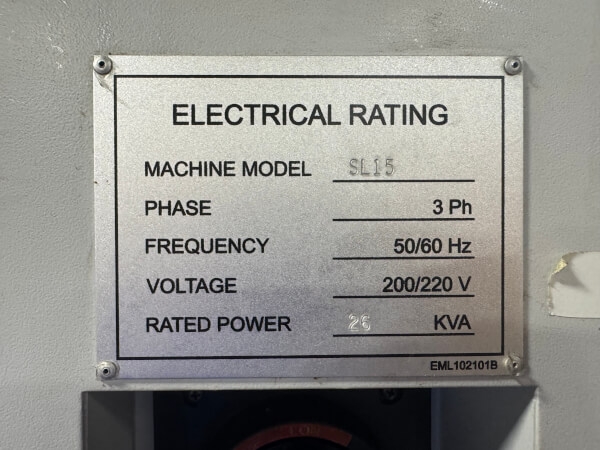 ELECTRICAL RATING
MACHINE MODEL SL15
PHASE 3 Ph
FREQUENCY 50/60 Hz
VOLTAGE 200/220 V
RATED POWER 26 KVA
EML102101B